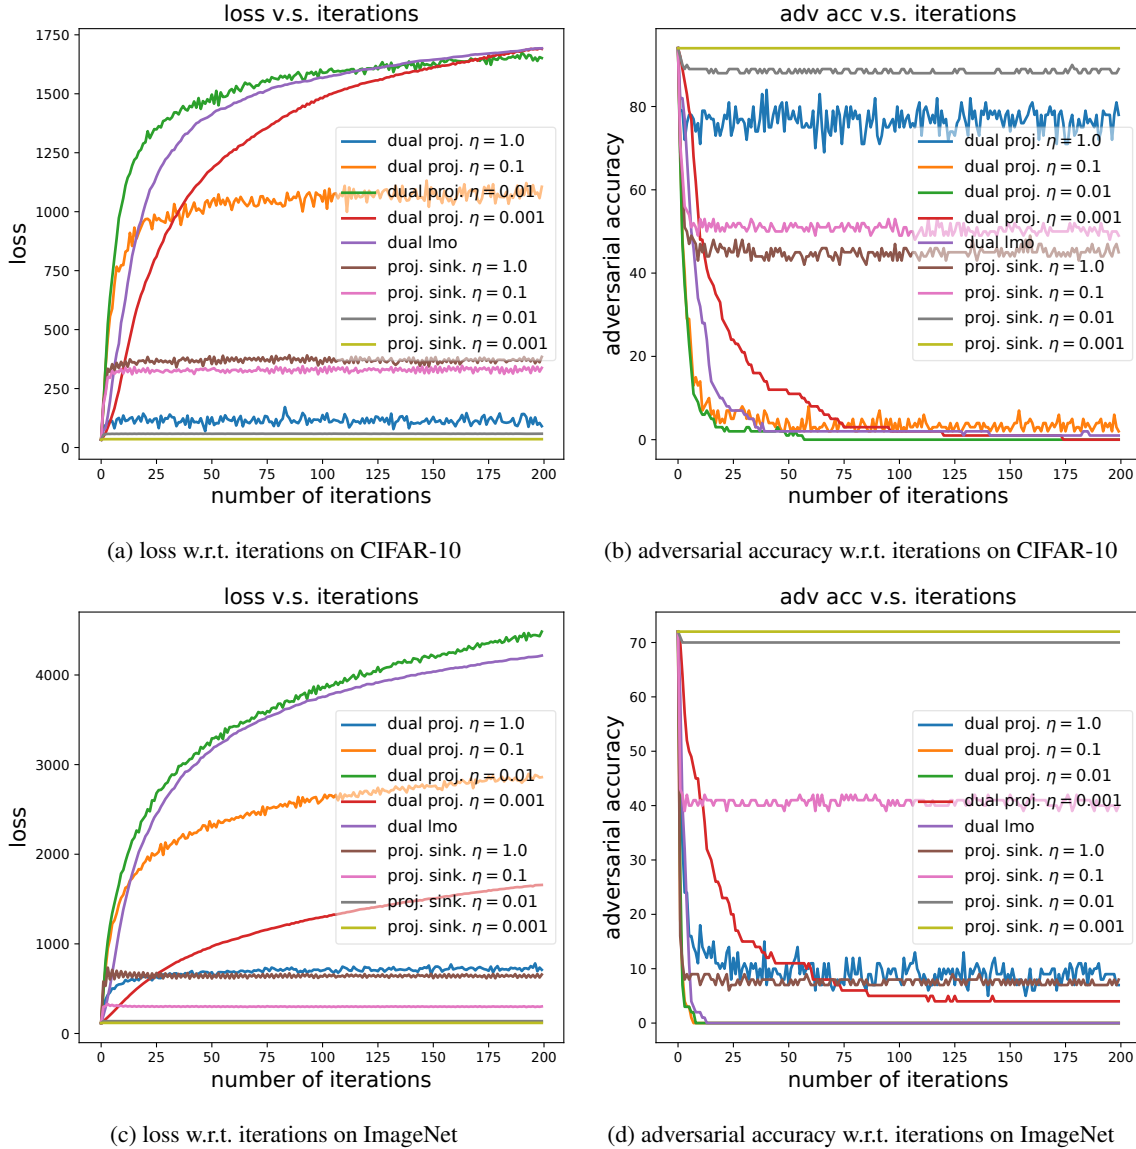 loss v.s. iterations
1750
1500
1250
1000
750
500
250
0
loss
0 25 50 75 100 125 150 175 200
number of iterations
dual proj. η = 1.0
dual proj. η = 0.1
dual proj. η = 0.01
dual proj. η = 0.001
dual lmo
proj. sink. η = 1.0
proj. sink. η = 0.1
proj. sink. η = 0.01
proj. sink. η = 0.001
(a) loss w.r.t. iterations on CIFAR-10
adv acc v.s. iterations
80
60
40
20
0
adversarial accuracy
0 25 50 75 100 125 150 175 200
number of iterations
dual proj. η = 1.0
dual proj. η = 0.1
dual proj. η = 0.01
dual proj. η = 0.001
dual lmo
proj. sink. η = 1.0
proj. sink. η = 0.1
proj. sink. η = 0.01
proj. sink. η = 0.001
(b) adversarial accuracy w.r.t. iterations on CIFAR-10
loss v.s. iterations
4000
3000
2000
1000
0
loss
0 25 50 75 100 125 150 175 200
number of iterations
dual proj. η = 1.0
dual proj. η = 0.1
dual proj. η = 0.01
dual proj. η = 0.001
dual lmo
proj. sink. η = 1.0
proj. sink. η = 0.1
proj. sink. η = 0.01
proj. sink. η = 0.001
(c) loss w.r.t. iterations on ImageNet
adv acc v.s. iterations
70
60
50
40
30
20
10
0
adversarial accuracy
0 25 50 75 100 125 150 175 200
number of iterations
dual proj. η = 1.0
dual proj. η = 0.1
dual proj. η = 0.01
dual proj. η = 0.001
dual lmo
proj. sink. η = 1.0
proj. sink. η = 0.1
proj. sink. η = 0.01
proj. sink. η = 0.001
(d) adversarial accuracy w.r.t. iterations on ImageNet